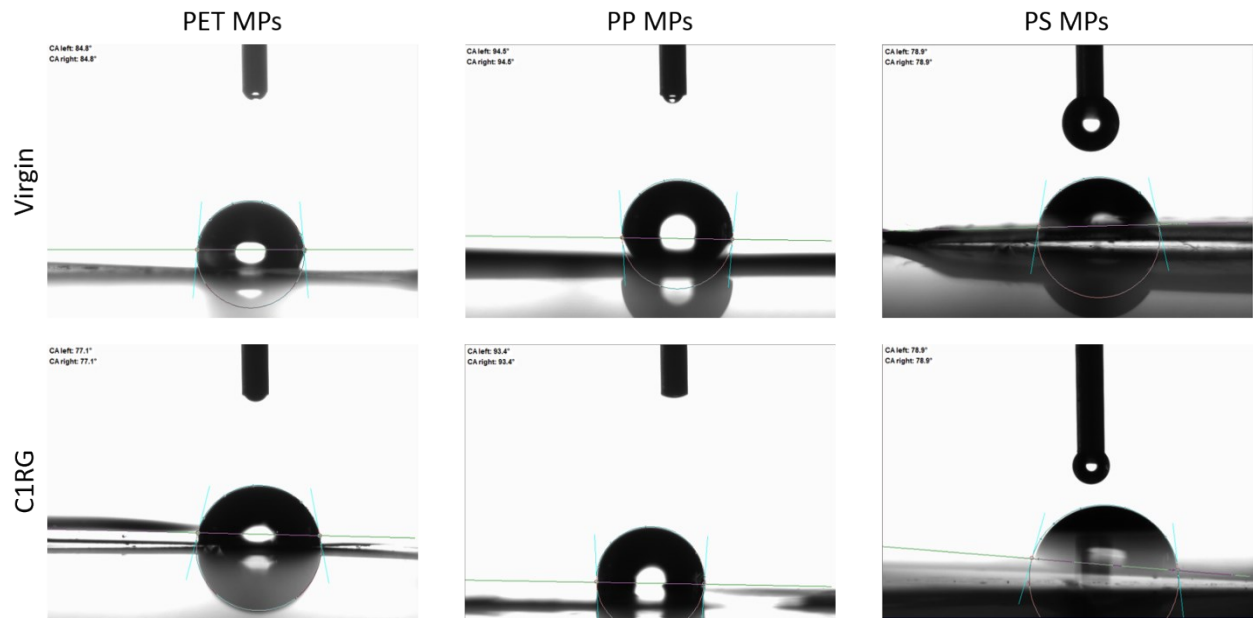 PET MPs
PP MPs
PS MPs
Virgin
CA left: 84.8°
CA right: 84.8°
CA left: 94.5°
CA right: 94.5°
CA left: 78.9°
CA right: 78.9°
C1RG
CA left: 77.1°
CA right: 77.1°
CA left: 93.4°
CA right: 93.4°
CA left: 78.9°
CA right: 78.9°